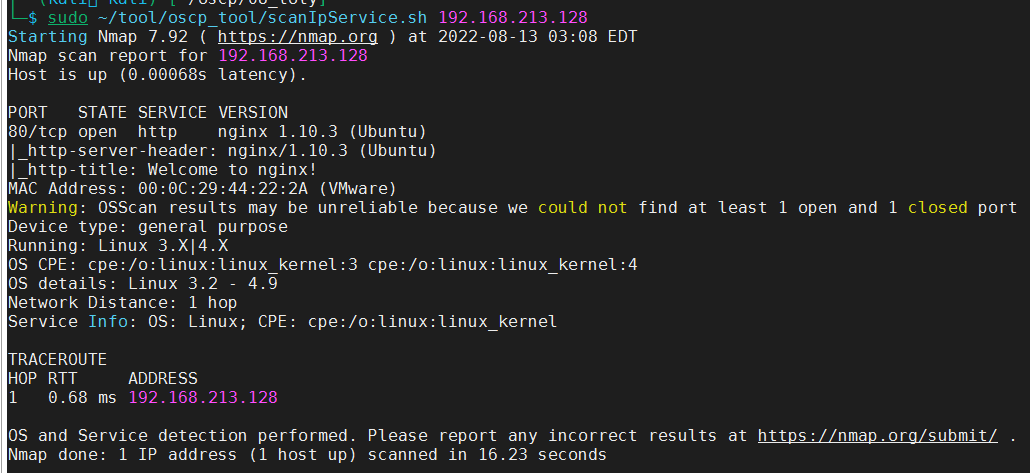 $ sudo ~/tool/oscp_tool/scanIpService.sh 192.168.213.128
Starting Nmap 7.92 ( https://nmap.org ) at 2022-08-13 03:08 EDT
Nmap scan report for 192.168.213.128
Host is up (0.00068s latency).
PORT   STATE SERVICE VERSION
80/tcp open  http    nginx 1.10.3 (Ubuntu)
|_http-server-header: nginx/1.10.3 (Ubuntu)
|_http-title: Welcome to nginx!
MAC Address: 00:0C:29:44:22:2A (VMware)
Warning: OSScan results may be unreliable because we could not find at least 1 open and 1 closed port
Device type: general purpose
Running: Linux 3.X|4.X
OS CPE: cpe:/o:linux:linux_kernel:3 cpe:/o:linux:linux_kernel:4
OS details: Linux 3.2 - 4.9
Network Distance: 1 hop
Service Info: OS: Linux; CPE: cpe:/o:linux:linux_kernel
TRACEROUTE
HOP RTT     ADDRESS
1   0.68 ms 192.168.213.128
OS and Service detection performed. Please report any incorrect results at https://nmap.org/submit/ .
Nmap done: 1 IP address (1 host up) scanned in 16.23 seconds